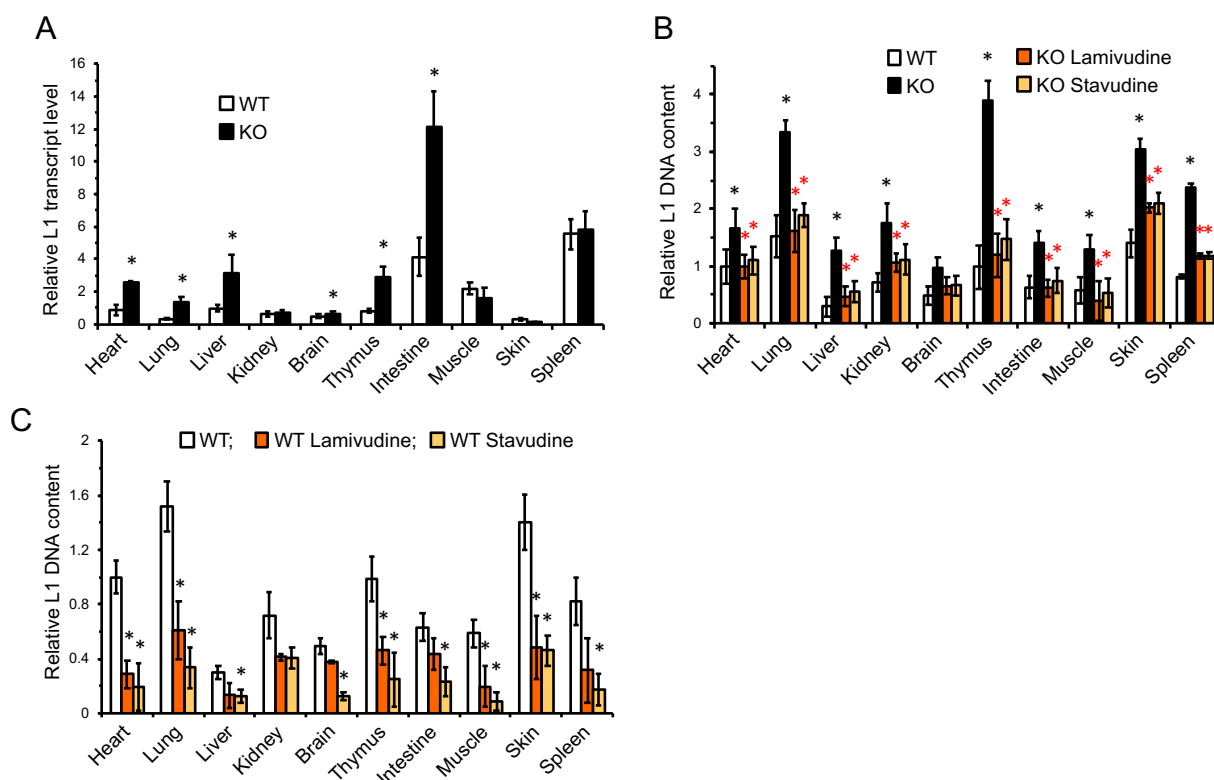 A
Relative L1 transcript level
16
14
12
10
8
6
4
2
0
WT
KO
* * * * * *
Heart Lung Liver Kidney Brain Thymus Intestine Muscle Skin Spleen
B
Relative L1 DNA content
4
3
2
1
0
WT KO Lamivudine
KO KO Stavudine
* * * * * * * * *
* * * * * * * * * * * * * * * * * *
Heart Lung Liver Kidney Brain Thymus Intestine Muscle Skin Spleen
C
Relative L1 DNA content
2
1.6
1.2
0.8
0.4
0
WT; WT Lamivudine; WT Stavudine
* * * * * * * * * * * * * *
Heart Lung Liver Kidney Brain Thymus Intestine Muscle Skin Spleen